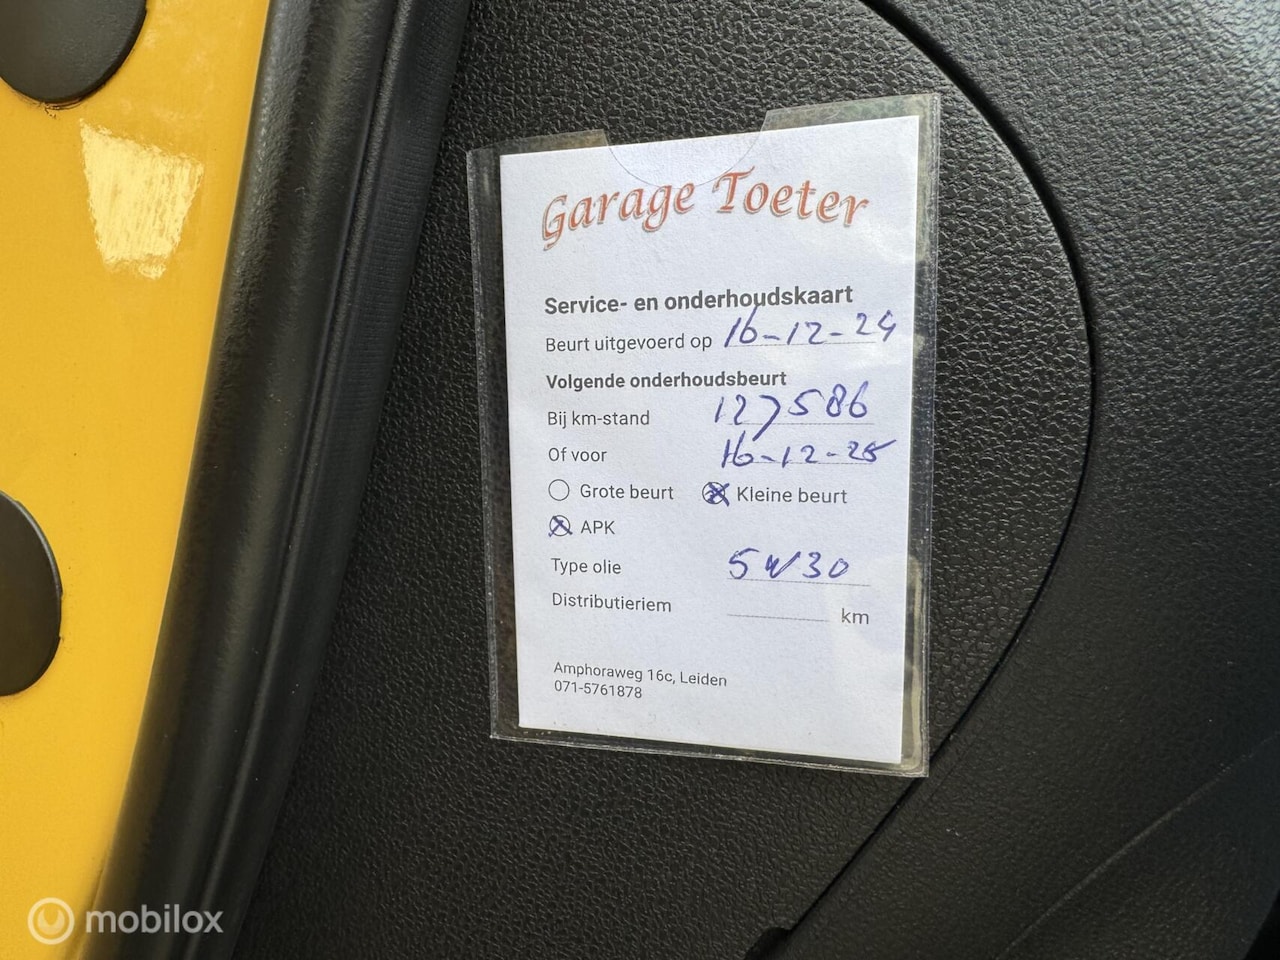 Garage Toeter
Service- en onderhoudskaart
Beurt uitgevoerd op 16-12-24
Volgende onderhoudsbeurt
Bij km-stand 127586
Of voor 16-12-25
Grote beurt Kleine beurt
APK
Type olie 5W30
Distributieriem km
Amphoraweg 16c, Leiden
071-5761878
mobilox